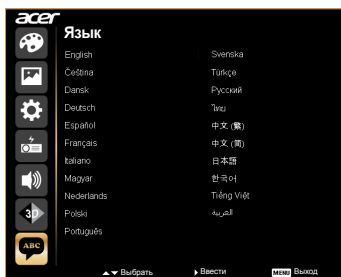 acer
Язык
English
Čeština
Dansk
Deutsch
Español
Français
Italiano
Magyar
Nederlands
Polski
Português
Svenska
Türkçe
Русский
ไทย
中文 (繁)
中文 (简)
日本語
한국어
Tiếng Việt
العربية
3D
ABC
Выбрать
Ввести
MENU Выход